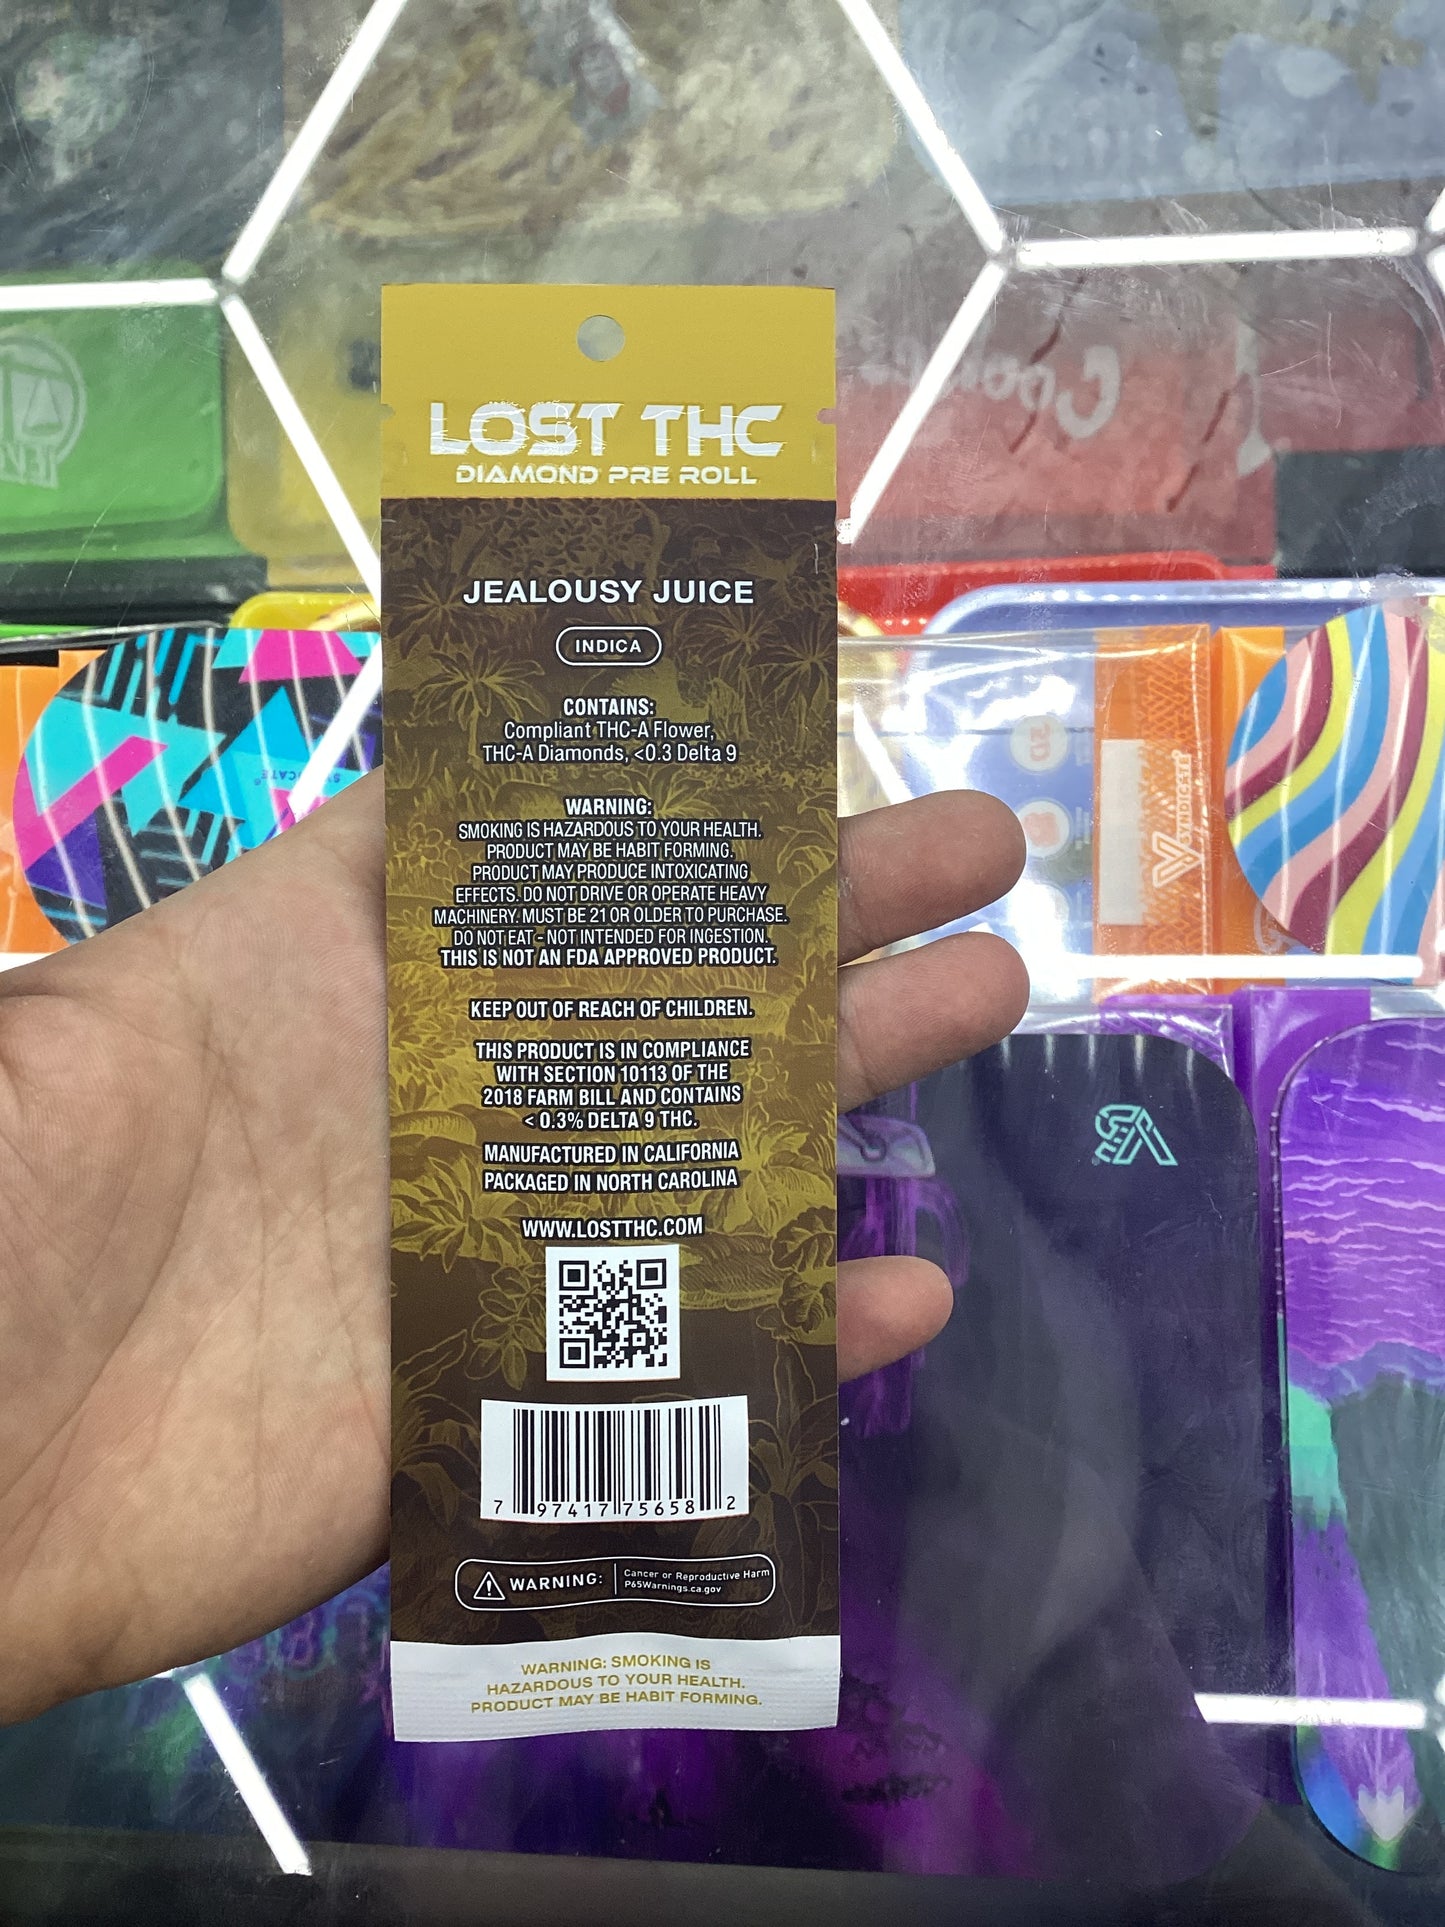 LOST THC
DIAMOND PRE ROLL
JEALOUSY JUICE
INDICA
CONTAINS:
Compliant THC-A Flower,
THC-A Diamonds, <0.3 Delta 9
WARNING:
SMOKING IS HAZARDOUS TO YOUR HEALTH.
PRODUCT MAY BE HABIT FORMING.
PRODUCT MAY PRODUCE INTOXICATING
EFFECTS. DO NOT DRIVE OR OPERATE HEAVY
MACHINERY. MUST BE 21 OR OLDER TO PURCHASE.
DO NOT EAT - NOT INTENDED FOR INGESTION.
THIS IS NOT AN FDA APPROVED PRODUCT.
KEEP OUT OF REACH OF CHILDREN.
THIS PRODUCT IS IN COMPLIANCE
WITH SECTION 10113 OF THE
2018 FARM BILL AND CONTAINS
< 0.3% DELTA 9 THC.
MANUFACTURED IN CALIFORNIA
PACKAGED IN NORTH CAROLINA
WWW.LOSTTHC.COM
7 97417 75658 2
WARNING: Cancer or Reproductive Harm
P65Warnings.ca.gov
WARNING: SMOKING IS
HAZARDOUS TO YOUR HEALTH.
PRODUCT MAY BE HABIT FORMING.
SYNDICATE